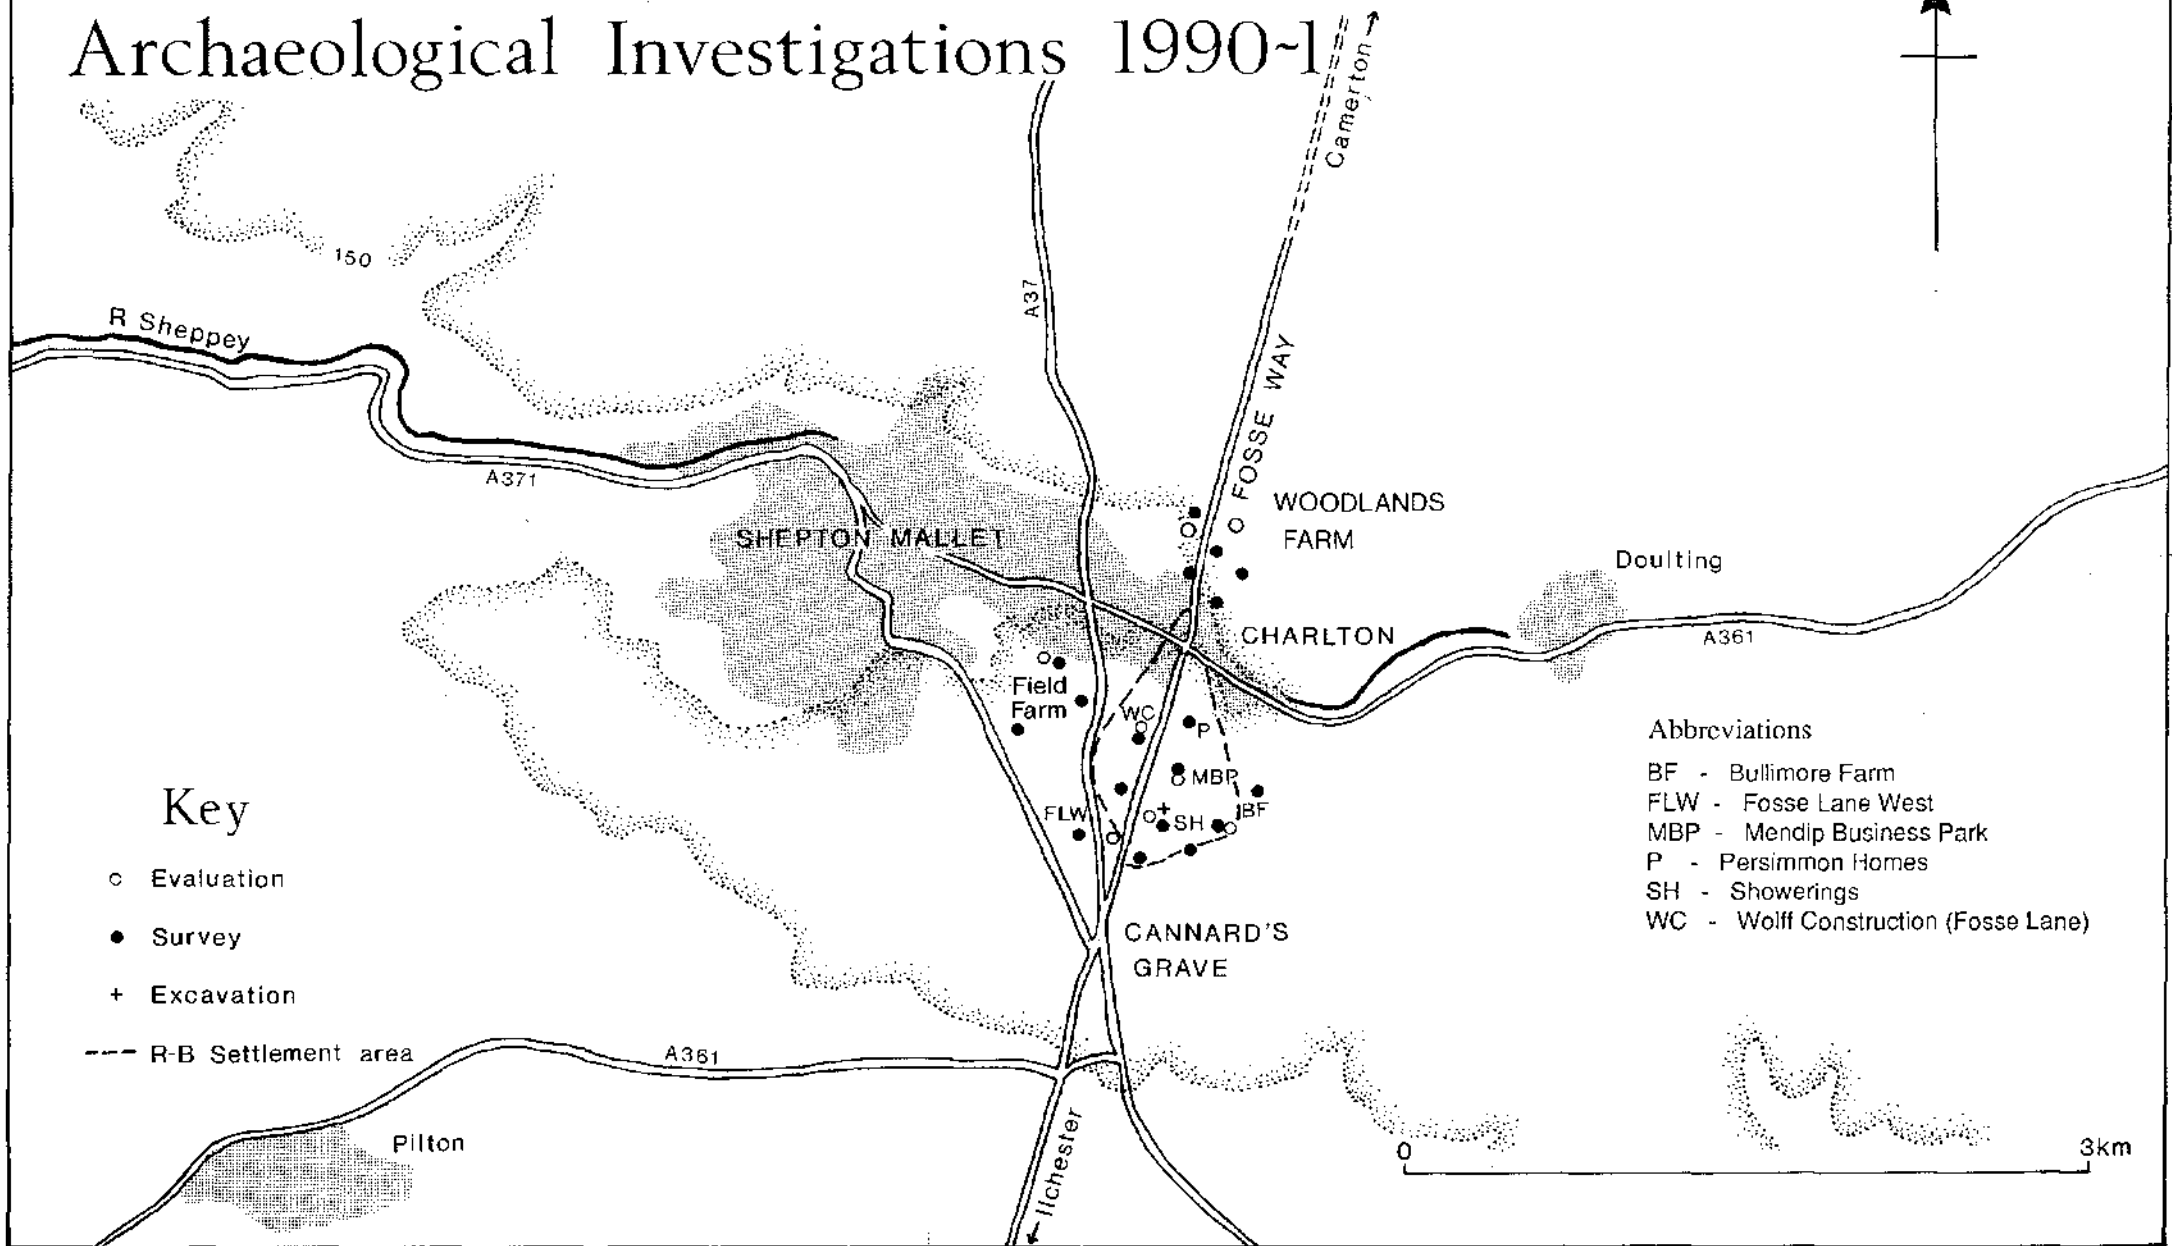 Archaeological Investigations 1990~1
Camerton
150
A37
R Sheppey
FOSSE WAY
A371
WOODLANDS
FARM
SHEPTON MALLET
Doulting
CHARLTON
A361
Field
Farm
WC
P
MBP
FLW
SH
BF
CANNARD'S
GRAVE
Abbreviations
BF - Bullimore Farm
FLW - Fosse Lane West
MBP - Mendip Business Park
P - Persimmon Homes
SH - Showerings
WC - Wolff Construction (Fosse Lane)
Key
Evaluation
Survey
+ Excavation
--- R-B Settlement area
A361
Pilton
Ilchester
0 3km